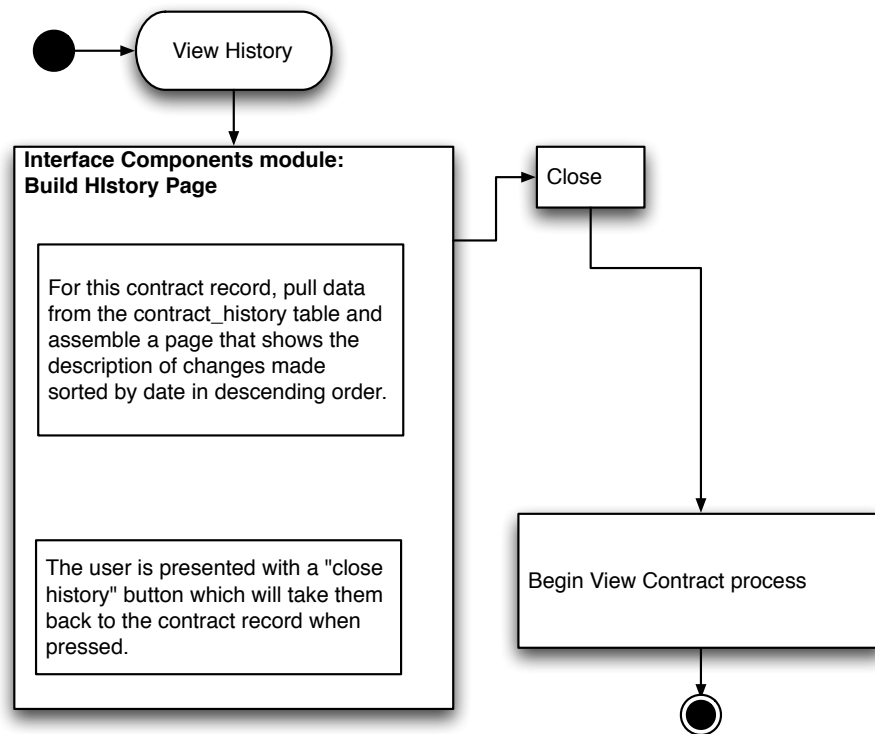 View History
Interface Components module:
Build HIstory Page
For this contract record, pull data
from the contract_history table and
assemble a page that shows the
description of changes made
sorted by date in descending order.
The user is presented with a "close
history" button which will take them
back to the contract record when
pressed.
Close
Begin View Contract process